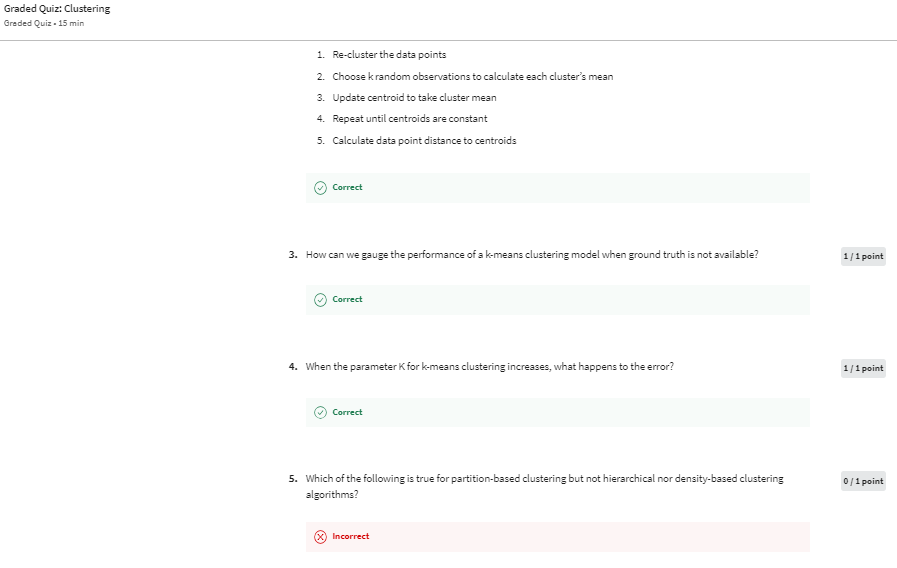 Graded Quiz: Clustering
Graded Quiz • 15 min
1. Re-cluster the data points
2. Choose k random observations to calculate each cluster's mean
3. Update centroid to take cluster mean
4. Repeat until centroids are constant
5. Calculate data point distance to centroids
Correct
3. How can we gauge the performance of a k-means clustering model when ground truth is not available?
1 / 1 point
Correct
4. When the parameter K for k-means clustering increases, what happens to the error?
1 / 1 point
Correct
5. Which of the following is true for partition-based clustering but not hierarchical nor density-based clustering
algorithms?
0 / 1 point
Incorrect